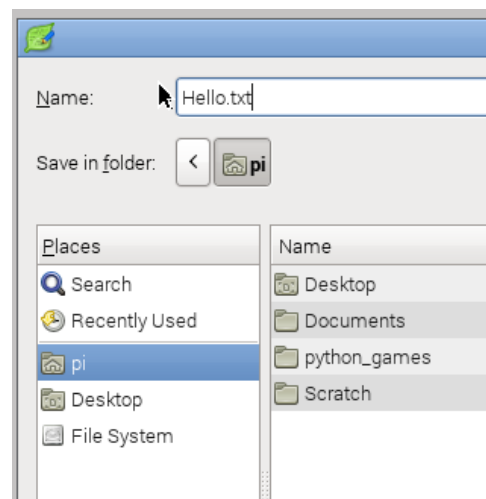 Name: Hello.txt
Save in folder: < pi
Places
Search
Recently Used
pi
Desktop
File System
Name
Desktop
Documents
python_games
Scratch